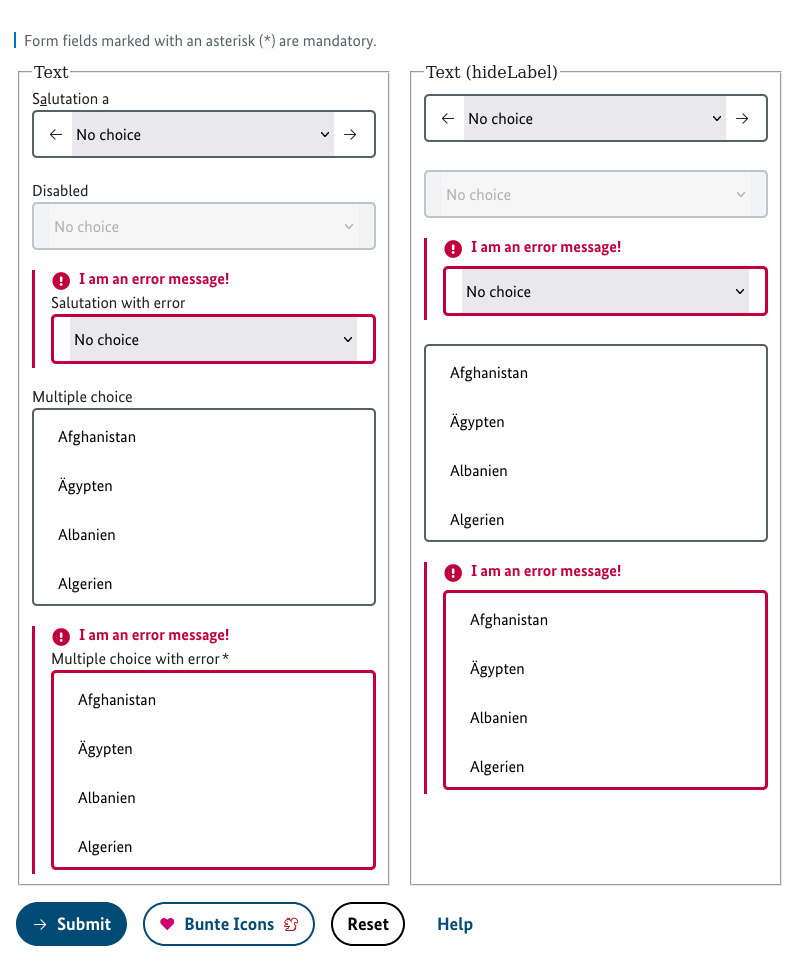 Form fields marked with an asterisk (*) are mandatory.
Text
Salutation a
No choice
Disabled
No choice
I am an error message!
Salutation with error
No choice
Multiple choice
Afghanistan
Ägypten
Albanien
Algerien
I am an error message!
Multiple choice with error*
Afghanistan
Ägypten
Albanien
Algerien
Text (hideLabel)
No choice
No choice
I am an error message!
No choice
Afghanistan
Ägypten
Albanien
Algerien
I am an error message!
Afghanistan
Ägypten
Albanien
Algerien
Submit
Bunte Icons
Reset
Help